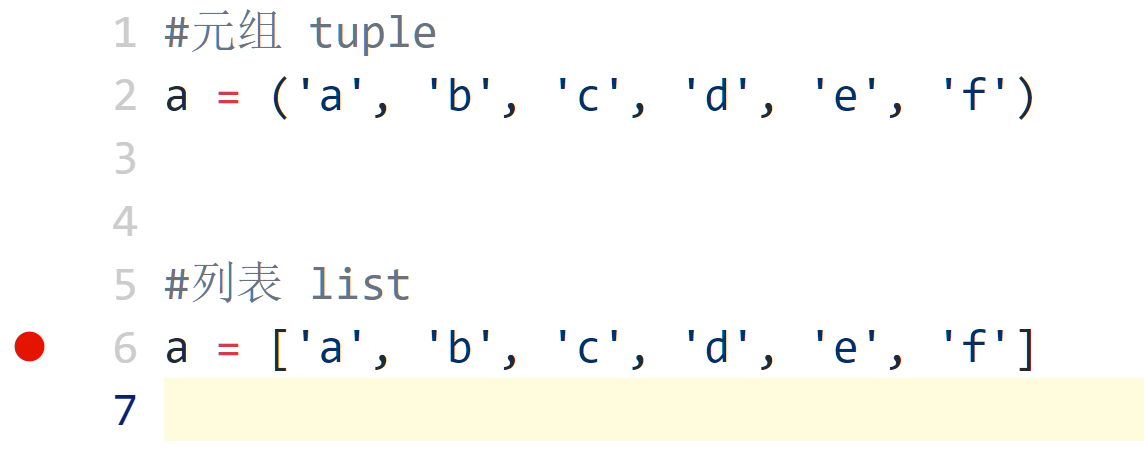 1 #元组 tuple
2 a = ('a', 'b', 'c', 'd', 'e', 'f')
3
4
5 #列表 list
6 a = ['a', 'b', 'c', 'd', 'e', 'f']
7